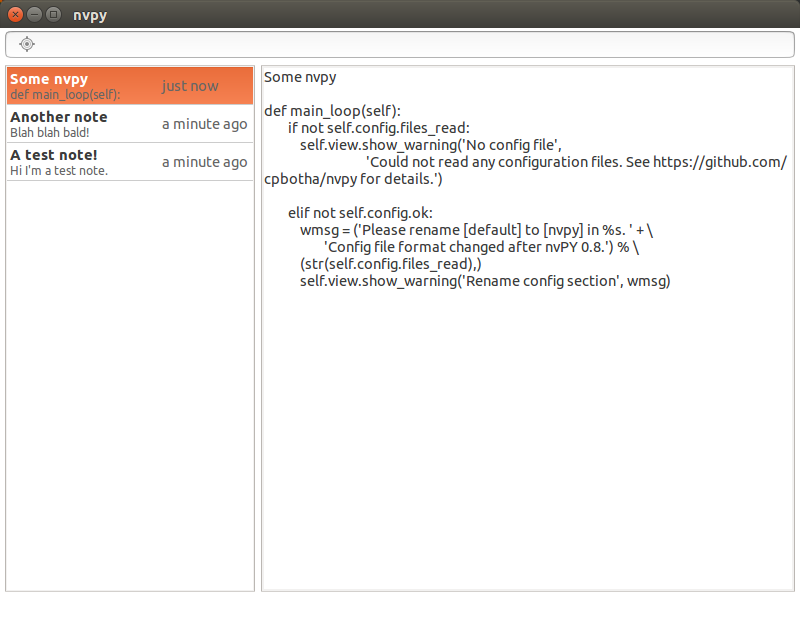 nvpy
Some nvpy
def main_loop(self):
just now
Another note
Blah blah bald!
a minute ago
A test note!
Hi I'm a test note.
a minute ago
Some nvpy
def main_loop(self):
if not self.config.files_read:
self.view.show_warning('No config file',
'Could not read any configuration files. See https://github.com/
cpbotha/nvpy for details.')
elif not self.config.ok:
wmsg = ('Please rename [default] to [nvpy] in %s. ' + \
'Config file format changed after nvPY 0.8.') % \
(str(self.config.files_read),)
self.view.show_warning('Rename config section', wmsg)